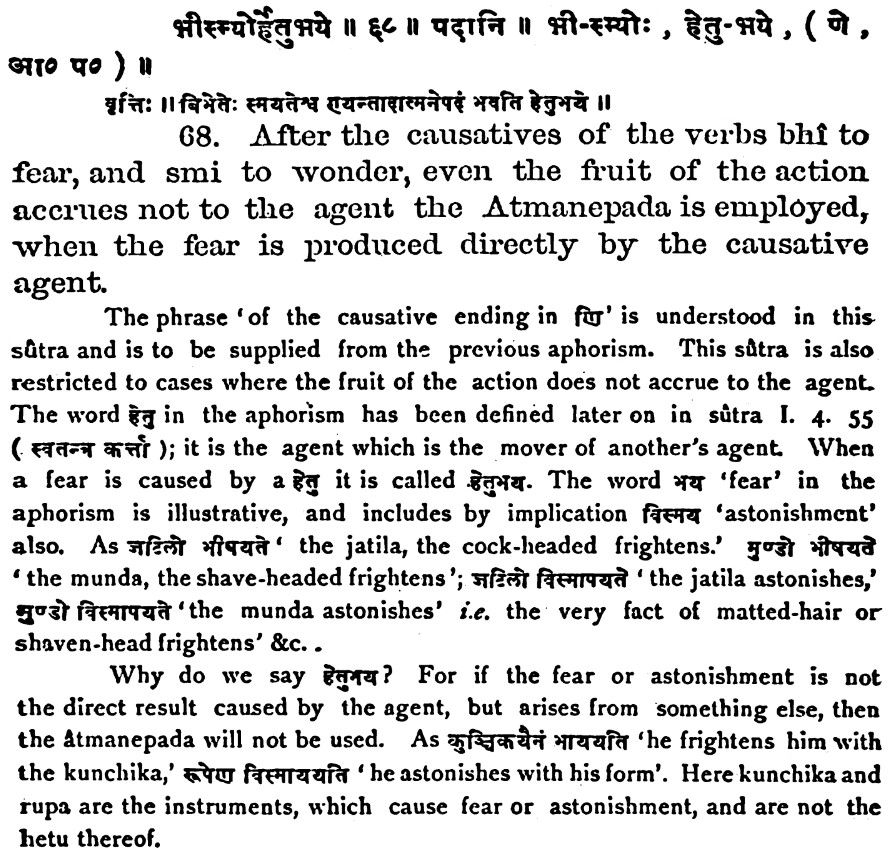 भीस्म्योर्हेतुभये ॥ ६८ ॥ पदानि ॥ भी-स्म्योः , हेतु-भये , ( णे ,
आ० प० ) ॥
वृत्तिः ॥ बिभेतेः स्मयतेश्च ण्यन्तादात्मनेपदं भवति हेतुभये ॥
68. After the causatives of the verbs bhî to
fear, and smi to wonder, even the fruit of the action
accrues not to the agent the Atmanepada is employed,
when the fear is produced directly by the causative
agent.
The phrase ‘of the causative ending in णि’ is understood in this
sûtra and is to be supplied from the previous aphorism. This sûtra is also
restricted to cases where the fruit of the action does not accrue to the agent.
The word हेतु in the aphorism has been defined later on in sûtra I. 4. 55
( स्वतन्त्र कर्त्ता ); it is the agent which is the mover of another's agent. When
a fear is caused by a हेतु it is called हेतुभय. The word भय ‘fear’ in the
aphorism is illustrative, and includes by implication विस्मय ‘astonishment’
also. As जटिलो भीषयते ‘ the jatila, the cock-headed frightens.’ मुण्डो भीषयते
‘ the munda, the shave-headed frightens ’; जटिलो विस्मापयते ‘ the jatila astonishes,’
मुण्डो विस्मापयते ‘the munda astonishes’ i.e. the very fact of matted-hair or
shaven-head frightens’ &c. .
Why do we say हेतुभय? For if the fear or astonishment is not
the direct result caused by the agent, but arises from something else, then
the âtmanepada will not be used. As कुञ्चिकयैनं भाययति ‘he frightens him with
the kunchika,’ रूपेण विस्माययति ‘ he astonishes with his form’. Here kunchika and
rupa are the instruments, which cause fear or astonishment, and are not the
hetu thereof.